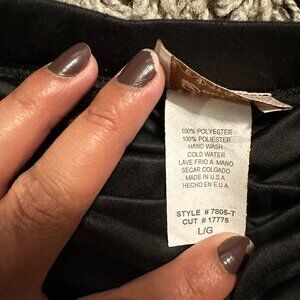 100% POLYESTER
100% POLIESTER
HAND WASH
COLD WATER
LAVE FRIO A MANO
SECAR COLGADO
MADE IN U.S.A
HECHO EN E.U.A.
STYLE # 7805-T
CUT # 17775
L/G